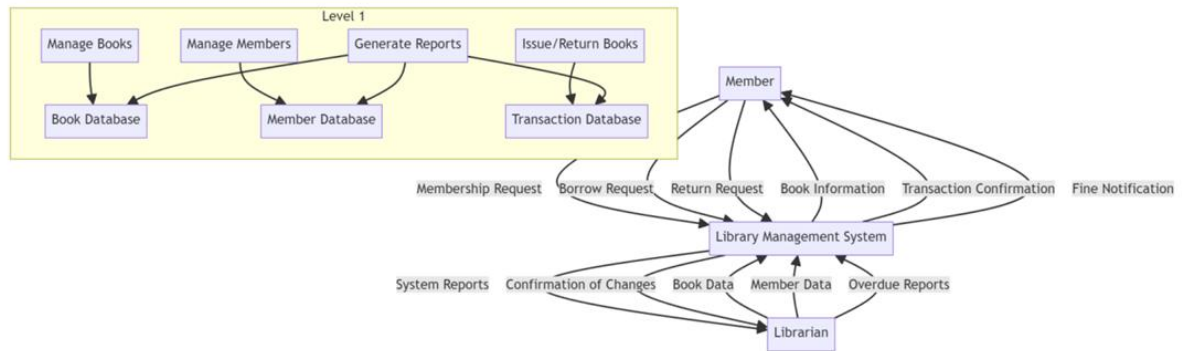 Level 1
Manage Books
Manage Members
Generate Reports
Issue/Return Books
Book Database
Member Database
Transaction Database
Member
Membership Request
Borrow Request
Return Request
Book Information
Transaction Confirmation
Fine Notification
Library Management System
System Reports
Confirmation of Changes
Book Data
Member Data
Overdue Reports
Librarian